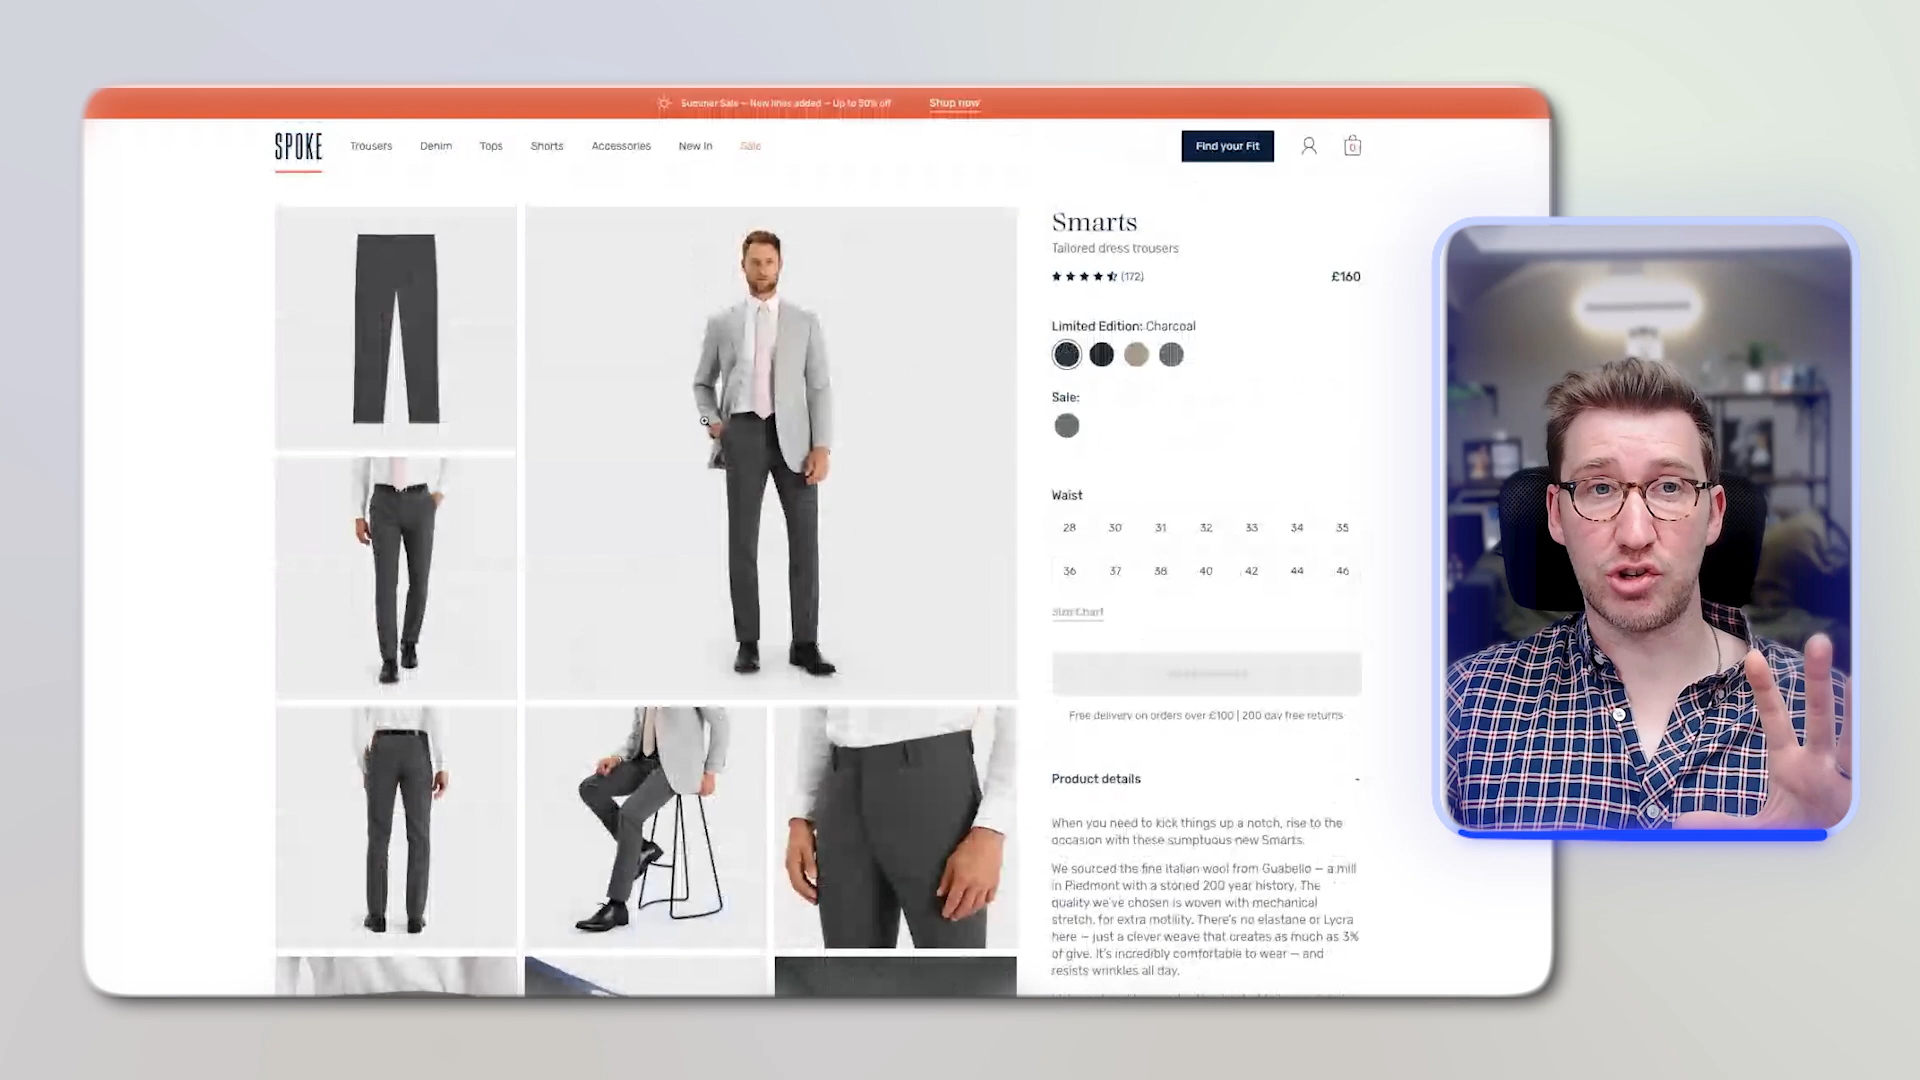 Summer Sale – New lines added – Up to 30% off Shop now
SPOKE Trousers Denim Tops Shorts Accessories New In Sale Find your Fit 0
Smarts
Tailored dress trousers
(172) £160
Limited Edition: Charcoal
Sale:
Waist
28 30 31 32 33 34 35
36 37 38 40 42 44 46
Size Chart
Free delivery on orders over £100 | 200 day free returns
Product details -
When you need to kick things up a notch, rise to the
occasion with these sumptuous new Smarts.
We sourced the fine Italian wool from Guabello – a mill
in Piedmont with a storied 200 year history. The
quality we've chosen is woven with mechanical
stretch, for extra motility. There's no elastane or Lycra
here – just a clever weave that creates as much as 3%
of give. It's incredibly comfortable to wear – and
resists wrinkles all day.